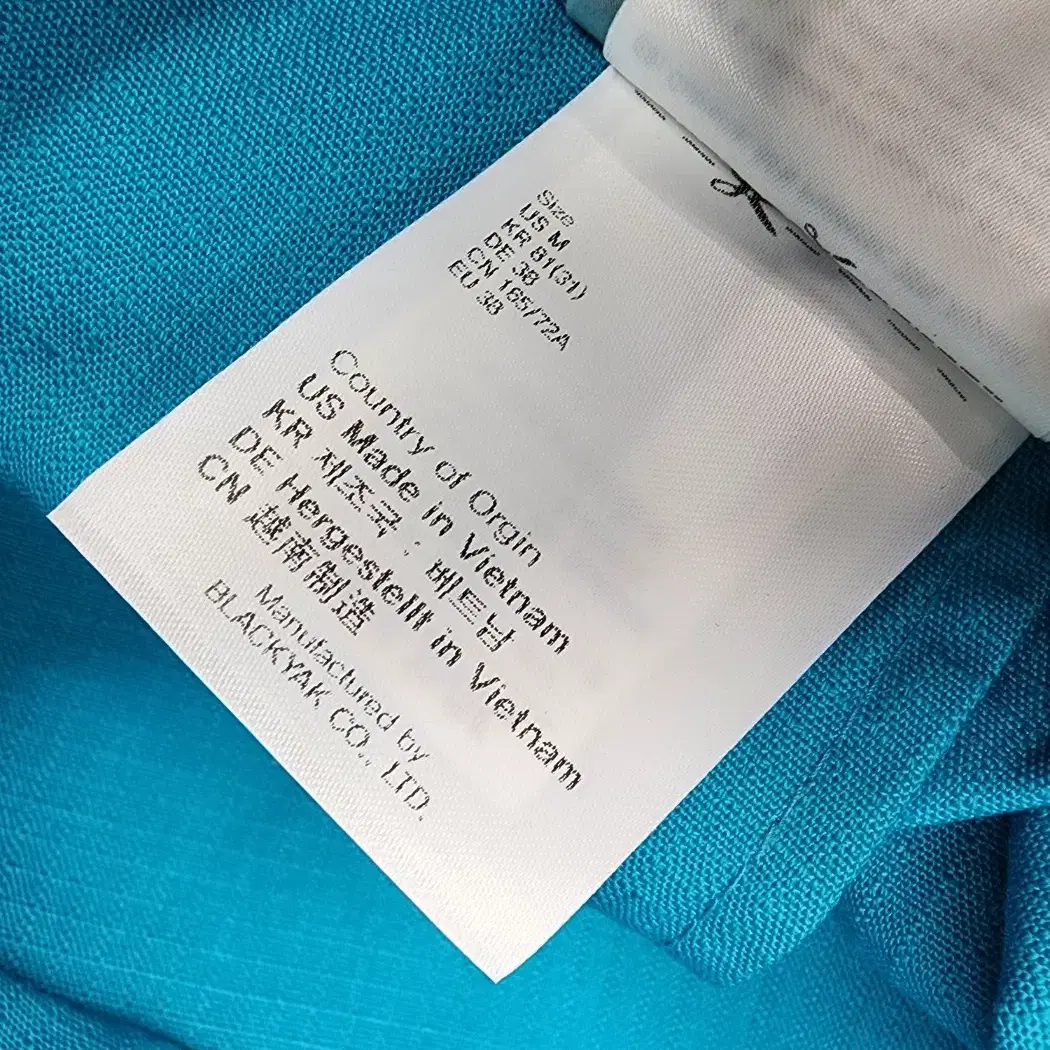 Size
US M
KR 81(31)
DE 38
CN 165/72A
EU 38
Country of Orgin
US Made in Vietnam
KR 제조국 : 베트남
DE Hergestellt in Vietnam
CN 越南制造
Manufactured by
BLACKYAK CO., LTD.